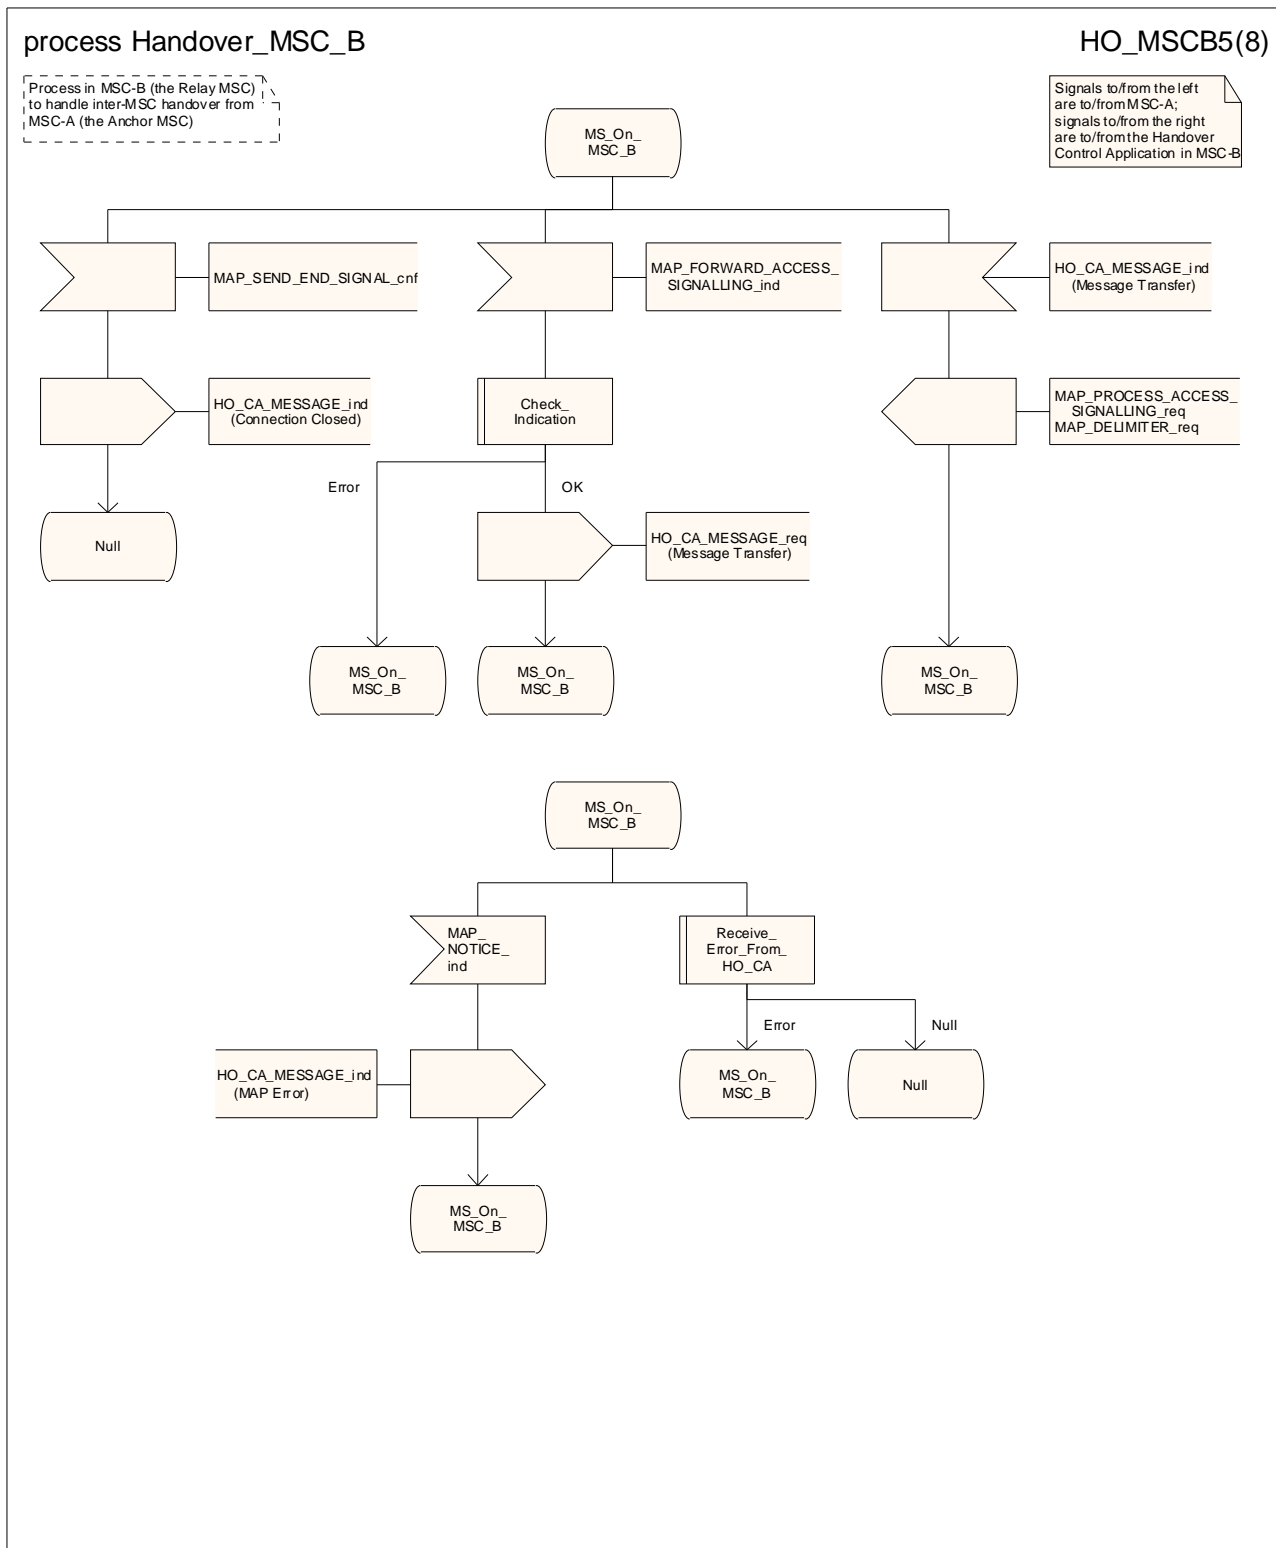 process Handover_MSC_B
HO_MSCB5(8)
Process in MSC-B (the Relay MSC)
to handle inter-MSC handover from
MSC-A (the Anchor MSC)
Signals to/from the left
are to/from MSC-A;
signals to/from the right
are to/from the Handover
Control Application in MSC-B
MS_On_
MSC_B
MAP_SEND_END_SIGNAL_cnf
MAP_FORWARD_ACCESS_
SIGNALLING_ind
HO_CA_MESSAGE_ind
(Message Transfer)
HO_CA_MESSAGE_ind
(Connection Closed)
Check_
Indication
MAP_PROCESS_ACCESS_
SIGNALLING_req
MAP_DELIMITER_req
Error
OK
Null
HO_CA_MESSAGE_req
(Message Transfer)
MS_On_
MSC_B
MS_On_
MSC_B
MS_On_
MSC_B
MS_On_
MSC_B
MAP_
NOTICE_
ind
Receive_
Error_From_
HO_CA
Error
Null
HO_CA_MESSAGE_ind
(MAP Error)
MS_On_
MSC_B
Null
MS_On_
MSC_B